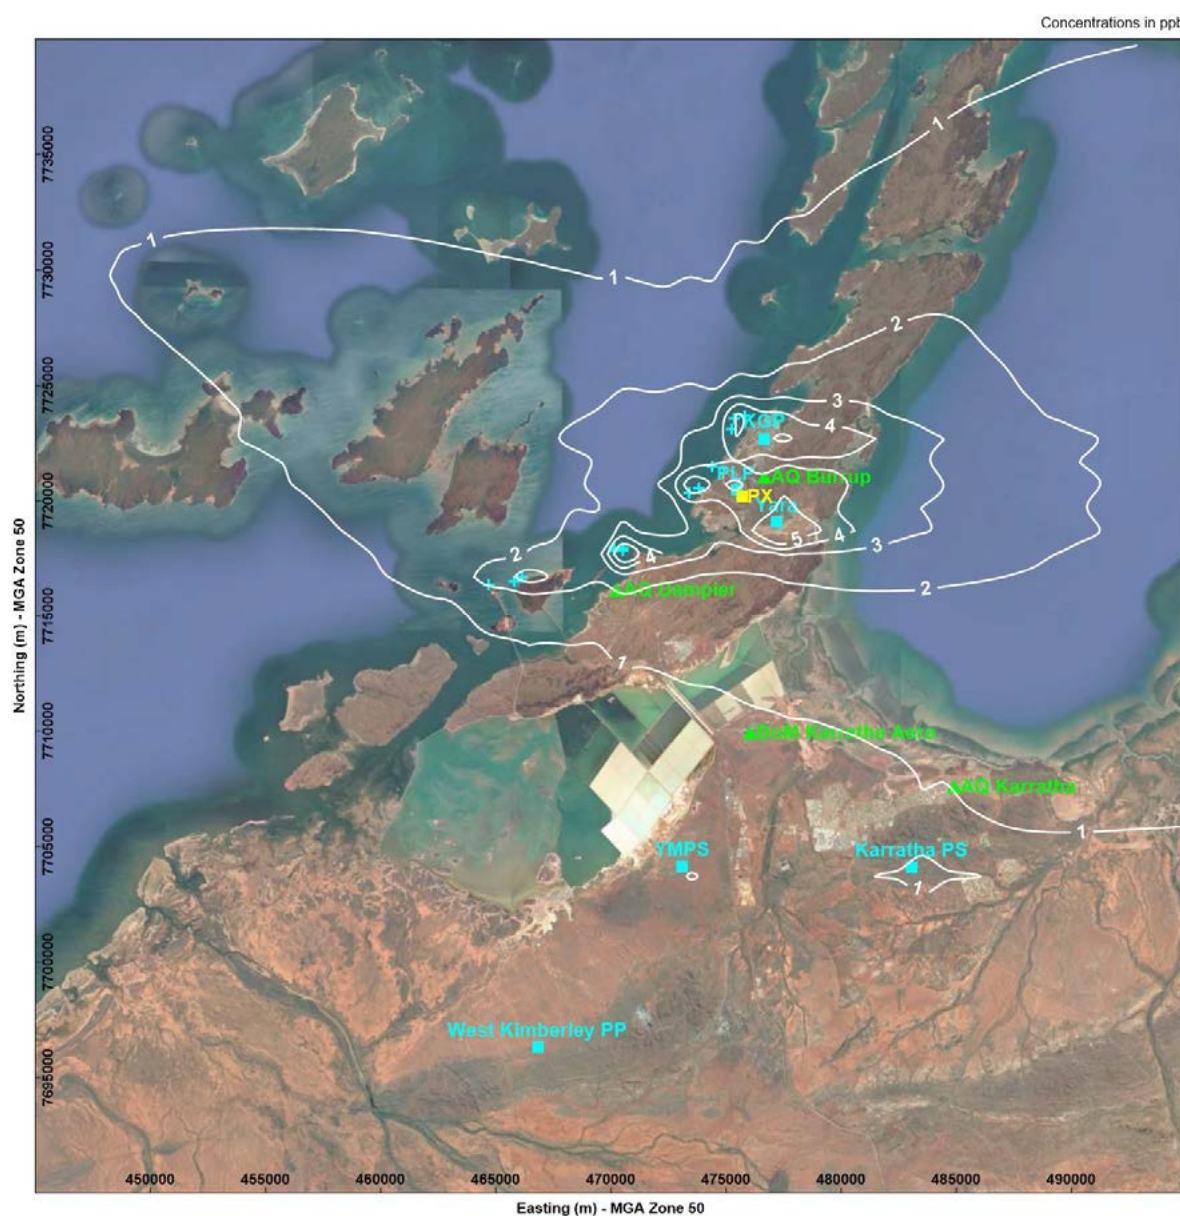 Concentrations in ppb
7735000
7730000
7725000
7720000
7715000
7710000
7705000
7700000
7695000
Northing (m) - MGA Zone 50
1
1
1
2
3
KGP
4
PLP
AQ Burrup
PX
Yara
5
4
3
2
4
2
AQ Dampier
1
BoM Karratha Aero
AQ Karratha
1
YMPS
Karratha PS
1
West Kimberley PP
450000
455000
460000
465000
470000
475000
480000
485000
490000
Easting (m) - MGA Zone 50